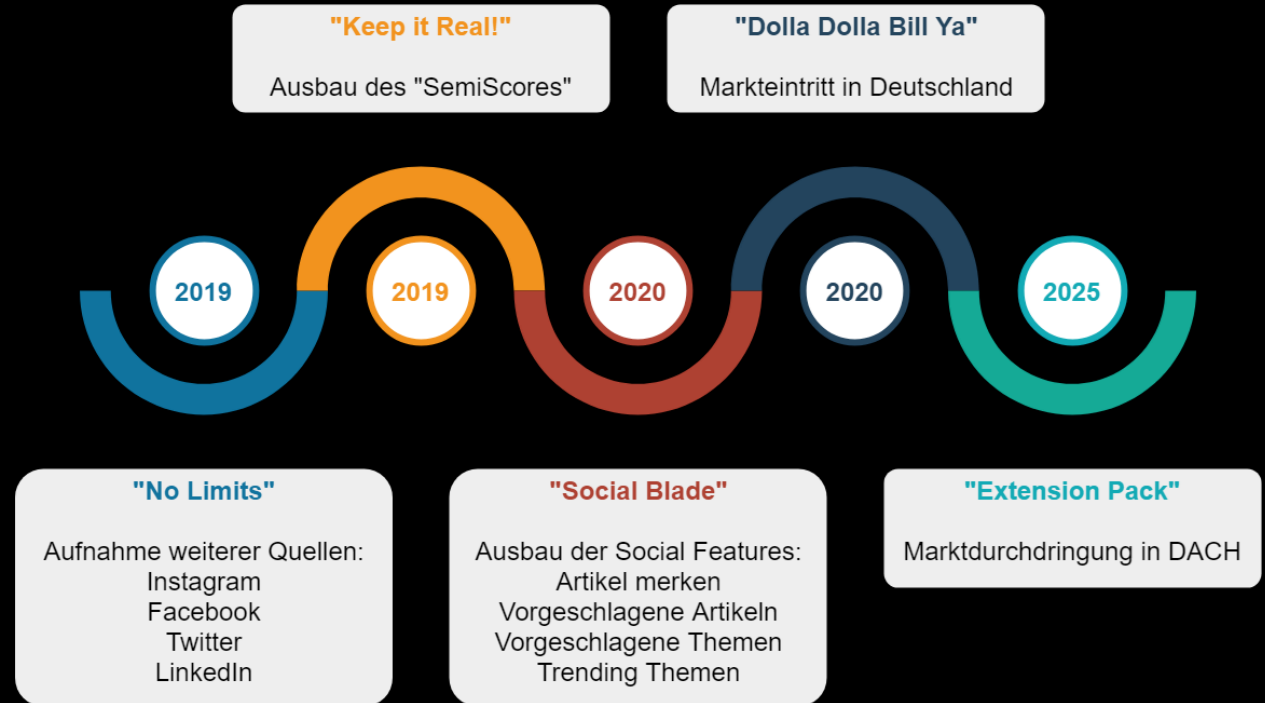 "Keep it Real!"
Ausbau des "SemiScores"
"Dolla Dolla Bill Ya"
Markteintritt in Deutschland
2019
2019
2020
2020
2025
"No Limits"
Aufnahme weiterer Quellen:
Instagram
Facebook
Twitter
LinkedIn
"Social Blade"
Ausbau der Social Features:
Artikel merken
Vorgeschlagene Artikeln
Vorgeschlagene Themen
Trending Themen
"Extension Pack"
Marktdurchdringung in DACH